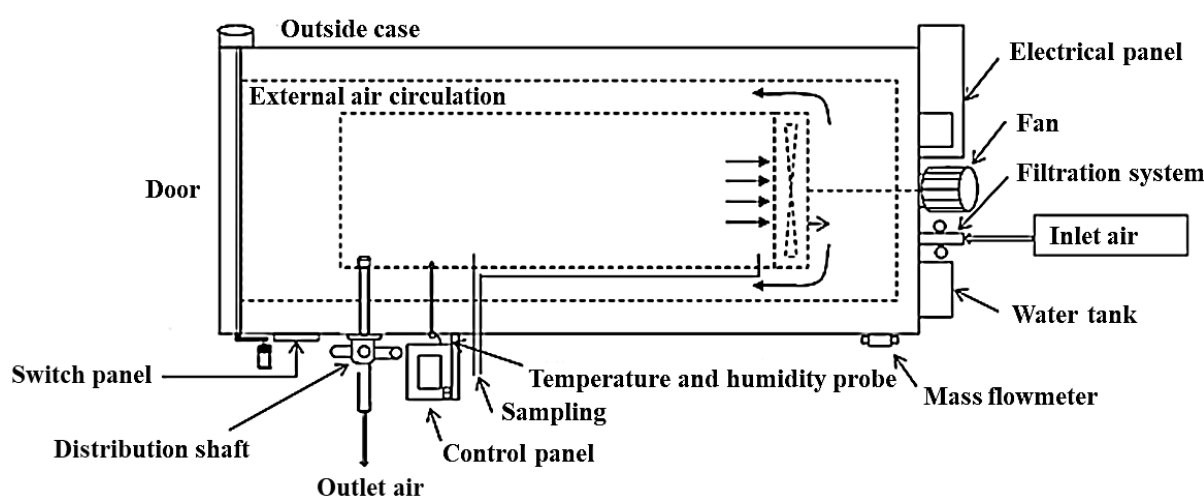 Outside case
Electrical panel
External air circulation
Fan
Door
Filtration system
Inlet air
Water tank
Switch panel
Temperature and humidity probe
Mass flowmeter
Sampling
Distribution shaft
Control panel
Outlet air